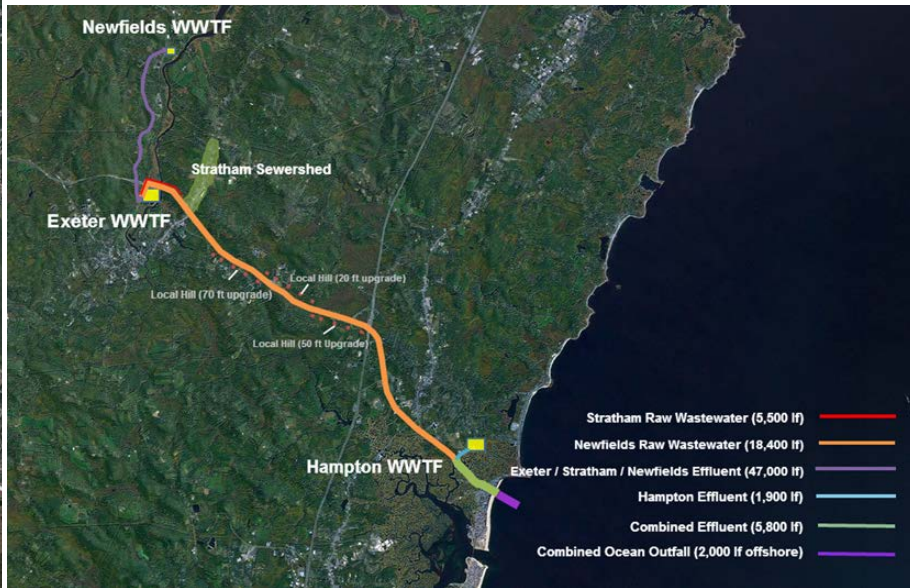 Newfields WWTF
Stratham Sewershed
Exeter WWTF
Local Hill (20 ft upgrade)
Local Hill (70 ft upgrade)
Local Hill (50 ft Upgrade)
Hampton WWTF
Stratham Raw Wastewater (5,500 lf)
Newfields Raw Wastewater (18,400 lf)
Exeter / Stratham / Newfields Effluent (47,000 lf)
Hampton Effluent (1,900 lf)
Combined Effluent (5,800 lf)
Combined Ocean Outfall (2,000 lf offshore)